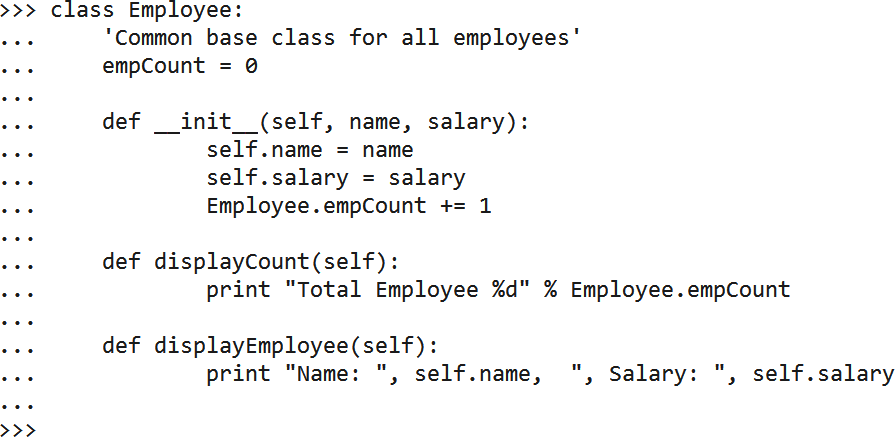 >>> class Employee:
...     'Common base class for all employees'
...     empCount = 0
...
...     def __init__(self, name, salary):
...             self.name = name
...             self.salary = salary
...             Employee.empCount += 1
...
...     def displayCount(self):
...             print "Total Employee %d" % Employee.empCount
...
...     def displayEmployee(self):
...             print "Name: ", self.name,  ", Salary: ", self.salary
...
>>>